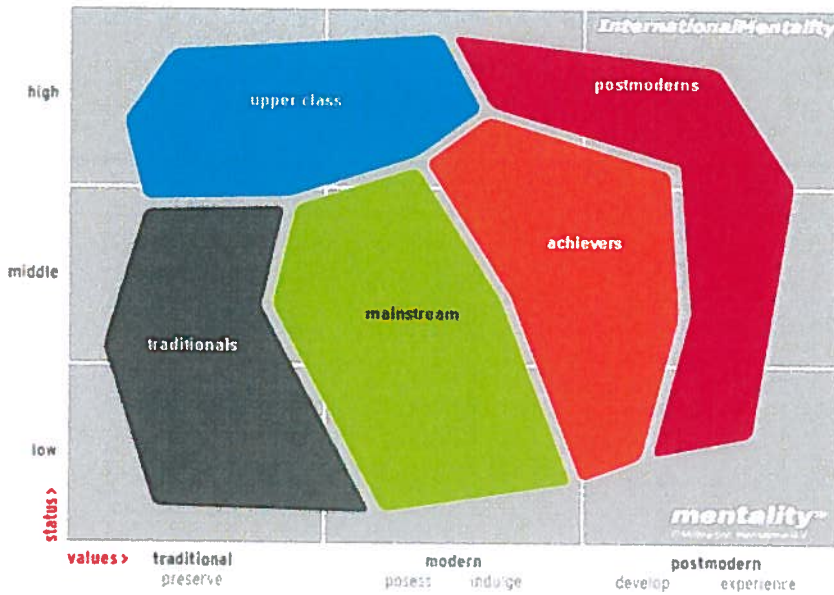 InternationalMentality
high
upper class
postmoderns
middle
achievers
mainstream
traditionals
low
status >
mentality™
values > traditional modern postmodern
preserve posess indulge develop experience